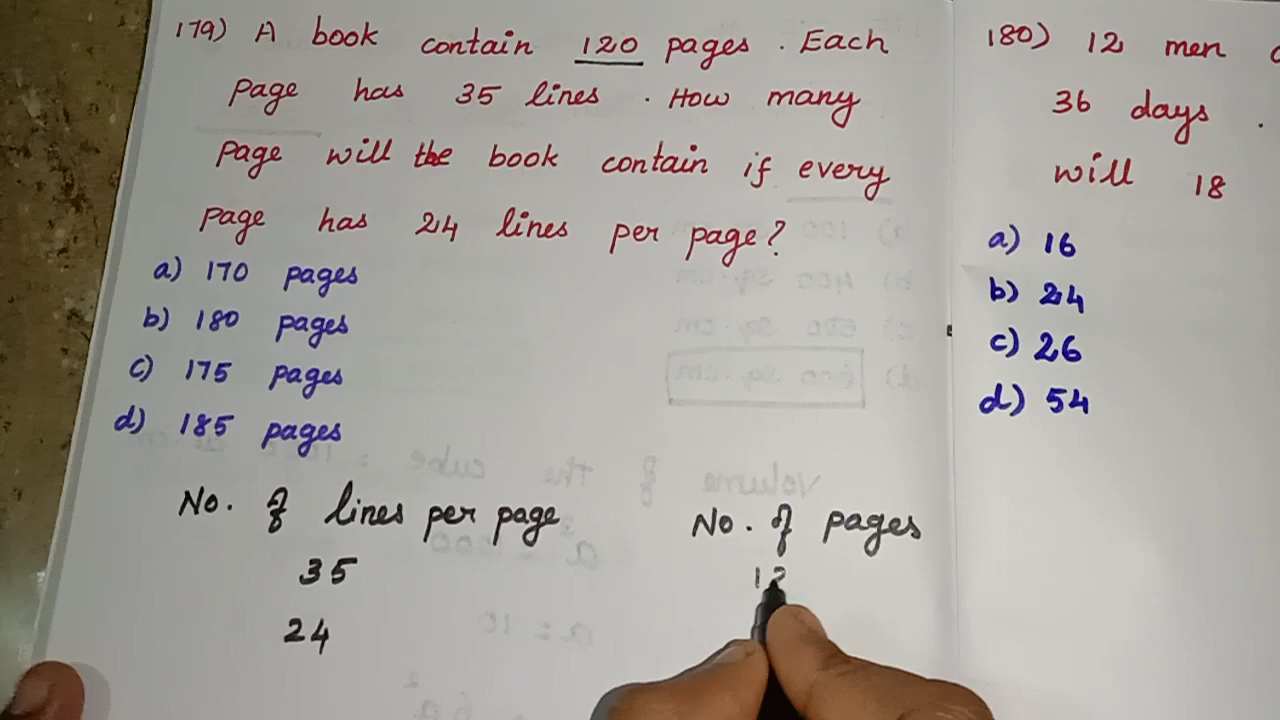 179) A book contain 120 pages. Each
page has 35 lines. How many
page will the book contain if every
page has 24 lines per page?
a) 170 pages
b) 180 pages
c) 175 pages
d) 185 pages
No. of lines per page
No. of pages
35
12
24
180) 12 men
36 days.
will 18
a) 16
b) 24
c) 26
d) 54